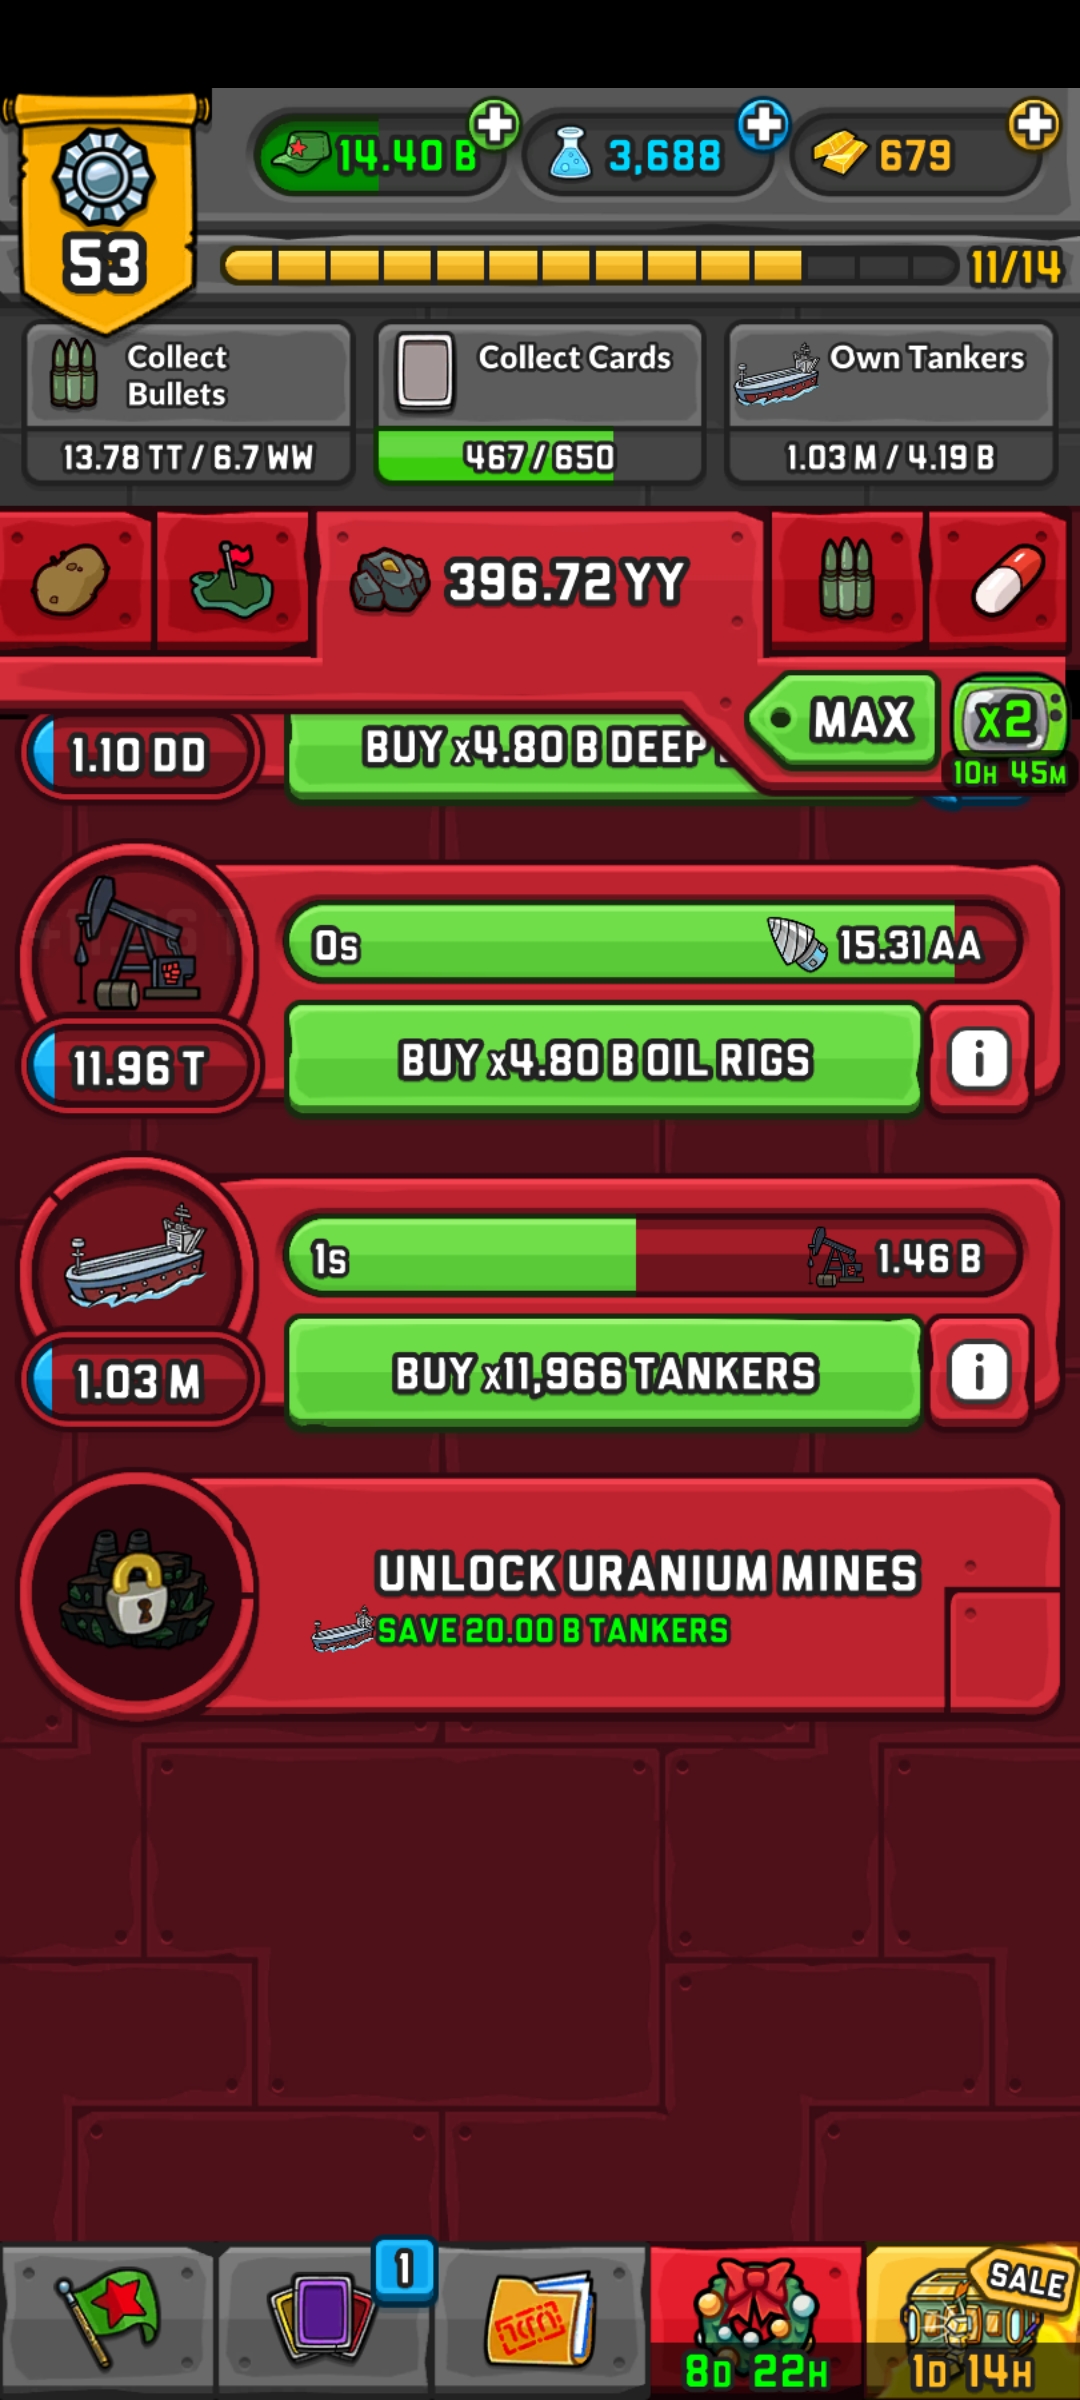 14.40 B
3,688
679
53
11/14
Collect
Bullets
13.78 TT / 6.7 WW
Collect Cards
467 / 650
Own Tankers
1.03 M / 4.19 B
396.72 YY
MAX
x2
10H 45M
1.10 DD
BUY x4.80 B DEEP
0s
15.31 AA
11.96 T
BUY x4.80 B OIL RIGS
i
1s
1.46 B
1.03 M
BUY x11,966 TANKERS
i
UNLOCK URANIUM MINES
SAVE 20.00 B TANKERS
1
SALE
8D 22H
1D 14H